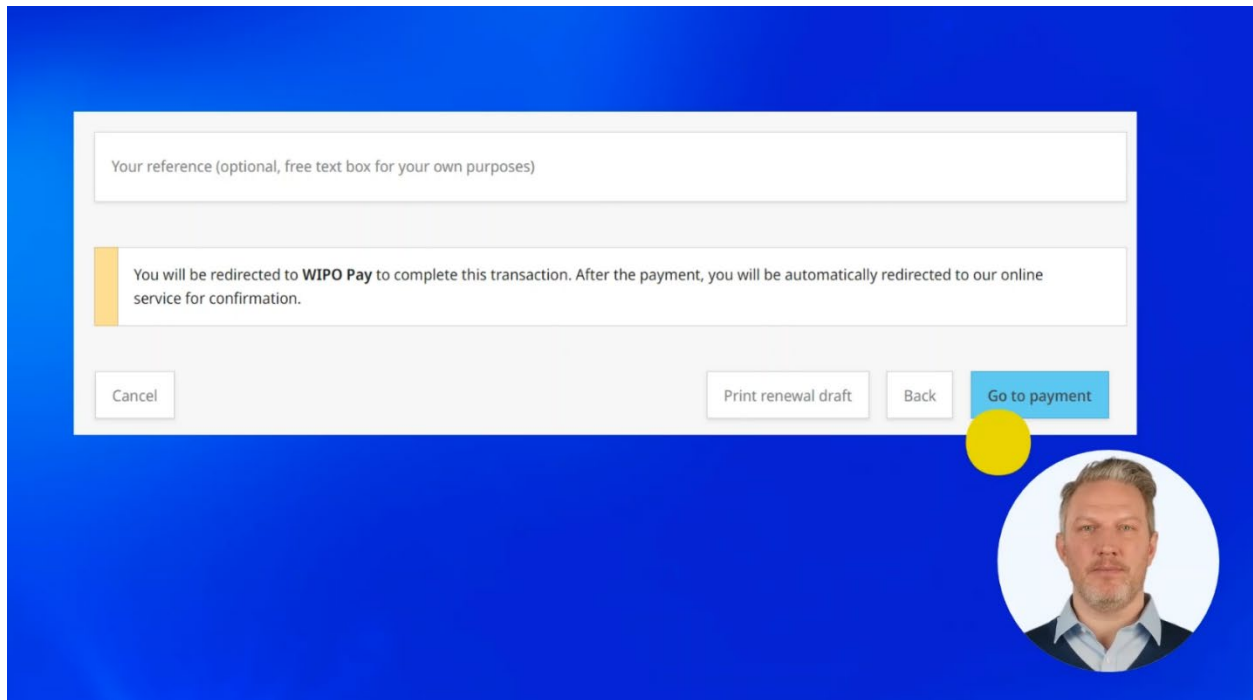 Your reference (optional, free text box for your own purposes)
You will be redirected to WIPO Pay to complete this transaction. After the payment, you will be automatically redirected to our online
service for confirmation.
Cancel
Print renewal draft
Back
Go to payment